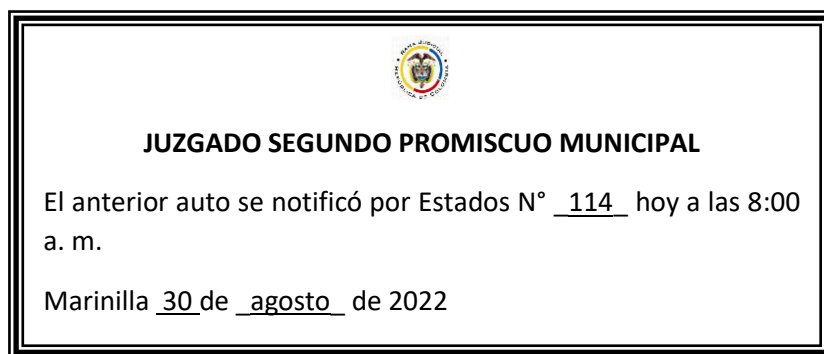 JUZGADO SEGUNDO PROMISCUO MUNICIPAL
El anterior auto se notificó por Estados N° _114_ hoy a las 8:00
a. m.
Marinilla _30 de _agosto_ de 2022